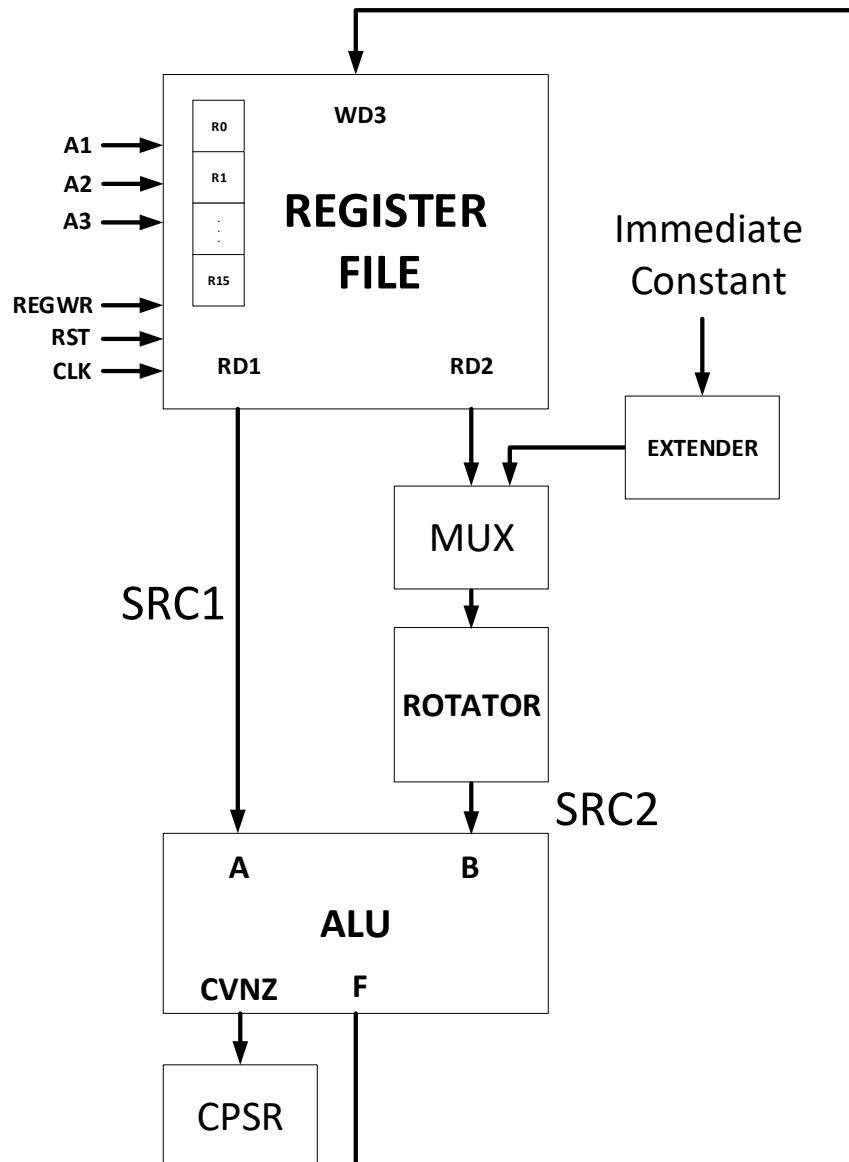 WD3
R0
A1
R1
A2
REGISTER
A3
.
.
.
FILE
Immediate
Constant
R15
REGWR
RST
CLK
RD1
RD2
EXTENDER
MUX
SRC1
ROTATOR
SRC2
A
B
ALU
CVNZ
F
CPSR